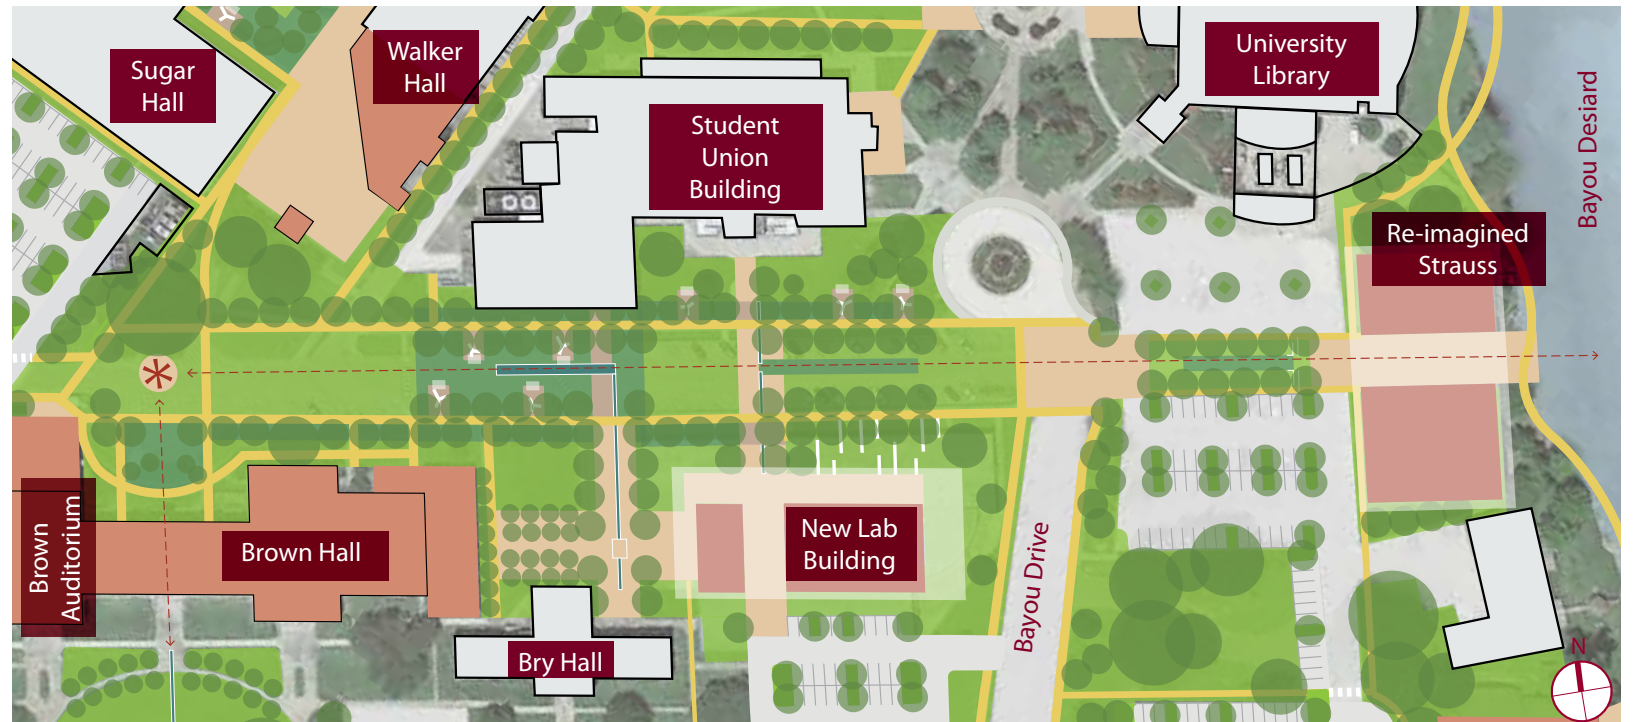 Sugar
Hall
Walker
Hall
Student
Union
Building
University
Library
Bayou Desiard
Re-imagined
Strauss
Brown
Auditorium
Brown Hall
New Lab
Building
Bayou Drive
Bry Hall
N